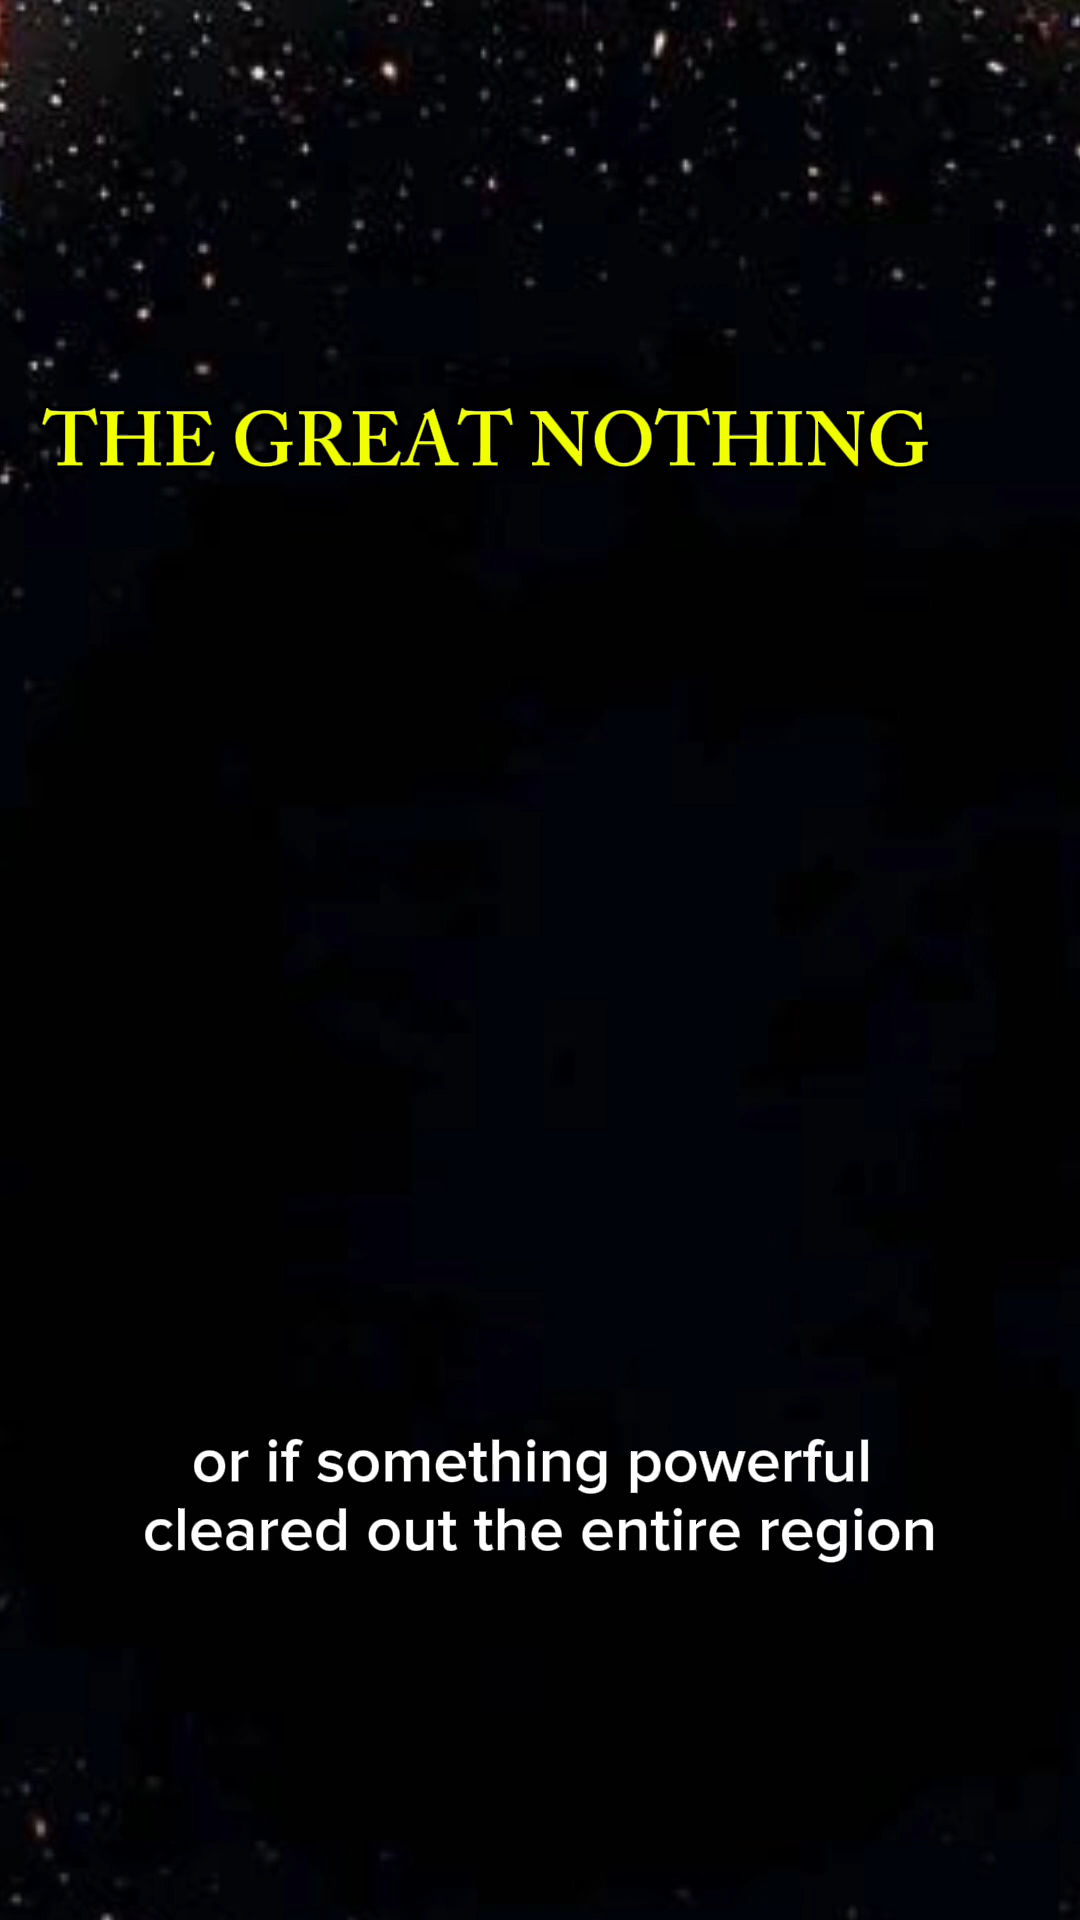 THE GREAT NOTHING
or if something powerful
cleared out the entire region